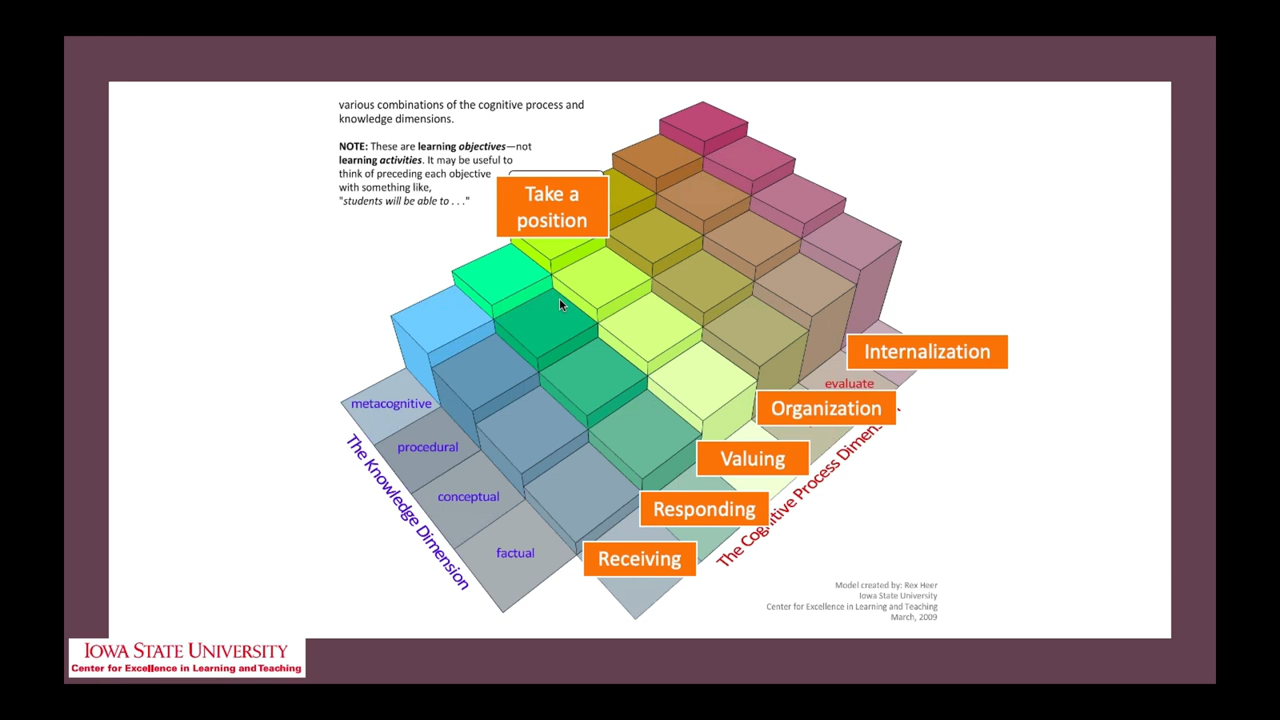 various combinations of the cognitive process and
knowledge dimensions.
NOTE: These are learning objectives—not
learning activities. It may be useful to
think of preceding each objective
with something like,
"students will be able to . . ."
Take a
position
Internalization
evaluate
Organization
Valuing
Responding
Receiving
metacognitive
procedural
conceptual
factual
The Knowledge Dimension
The Cognitive Process Dimens
Model created by: Rex Heer
Iowa State University
Center for Excellence in Learning and Teaching
March, 2009
IOWA STATE UNIVERSITY
Center for Excellence in Learning and Teaching